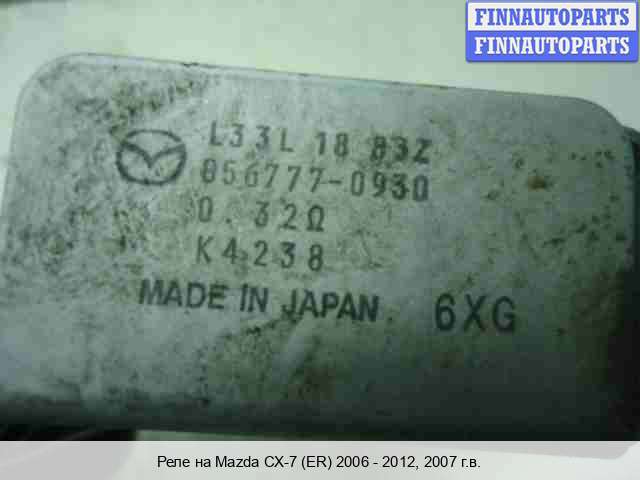 FINNAUTOPARTS
FINNAUTOPARTS
L33L 18 83Z
056777-0930
0.32Ω
K4238
MADE IN JAPAN 6XG
Реле на Mazda CX-7 (ER) 2006 - 2012, 2007 г.в.